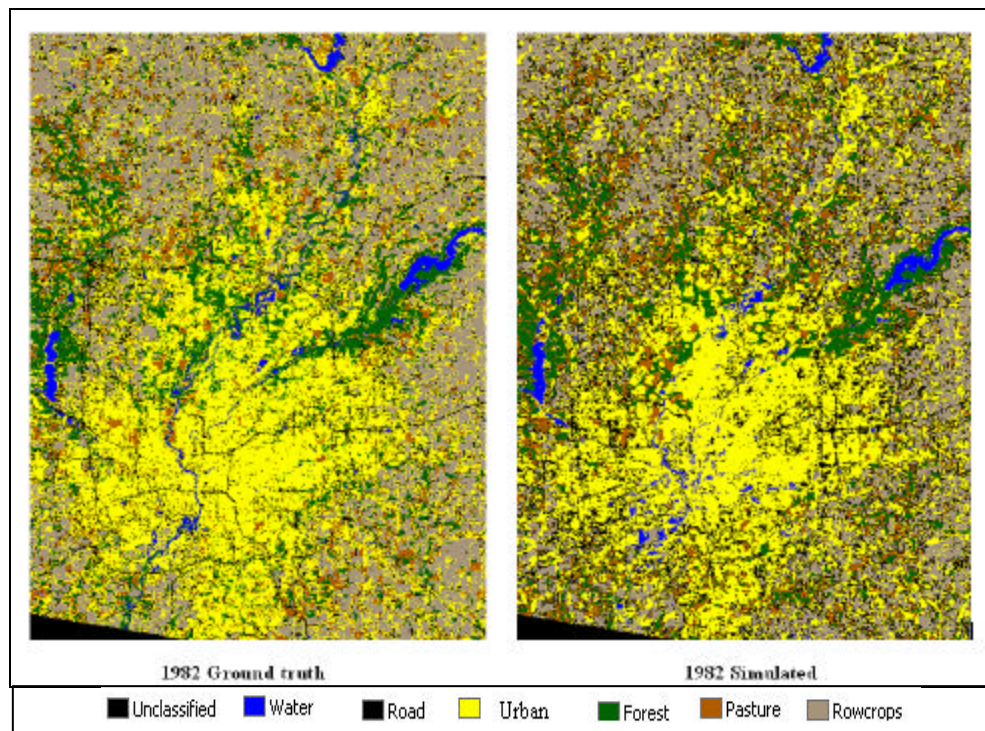 1982 Ground truth 1982 Simulated
Unclassified Water Road Urban Forest Pasture Rowcrops